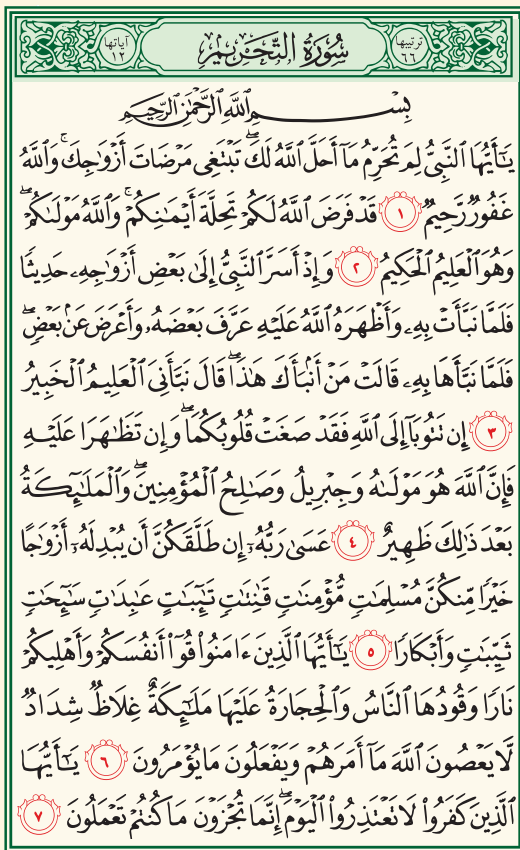 ترتيبها ٦٦ سُورَةُ التَّحْرِيمِ آياتها ١٢
بِسْمِ ٱللَّهِ ٱلرَّحْمَٰنِ ٱلرَّحِيمِ
يَٰٓأَيُّهَا ٱلنَّبِىُّ لِمَ تُحَرِّمُ مَآ أَحَلَّ ٱللَّهُ لَكَ ۖ تَبْتَغِى مَرْضَاتَ أَزْوَٰجِكَ ۚ وَٱللَّهُ
غَفُورٌ رَّحِيمٌ ١ قَدْ فَرَضَ ٱللَّهُ لَكُمْ تَحِلَّةَ أَيْمَٰنِكُمْ ۚ وَٱللَّهُ مَوْلَىٰكُمْ ۖ
وَهُوَ ٱلْعَلِيمُ ٱلْحَكِيمُ ٢ وَإِذْ أَسَرَّ ٱلنَّبِىُّ إِلَىٰ بَعْضِ أَزْوَٰجِهِۦ حَدِيثًا
فَلَمَّا نَبَّأَتْ بِهِۦ وَأَظْهَرَهُ ٱللَّهُ عَلَيْهِ عَرَّفَ بَعْضَهُۥ وَأَعْرَضَ عَنۢ بَعْضٍ ۖ
فَلَمَّا نَبَّأَهَا بِهِۦ قَالَتْ مَنْ أَنۢبَأَكَ هَٰذَا ۖ قَالَ نَبَّأَنِىَ ٱلْعَلِيمُ ٱلْخَبِيرُ
٣ إِن تَتُوبَآ إِلَى ٱللَّهِ فَقَدْ صَغَتْ قُلُوبُكُمَا ۖ وَإِن تَظَٰهَرَا عَلَيْهِ
فَإِنَّ ٱللَّهَ هُوَ مَوْلَىٰهُ وَجِبْرِيلُ وَصَٰلِحُ ٱلْمُؤْمِنِينَ ۖ وَٱلْمَلَٰٓئِكَةُ
بَعْدَ ذَٰلِكَ ظَهِيرٌ ٤ عَسَىٰ رَبُّهُۥٓ إِن طَلَّقَكُنَّ أَن يُبْدِلَهُۥٓ أَزْوَٰجًا
خَيْرًا مِّنكُنَّ مُسْلِمَٰتٍ مُّؤْمِنَٰتٍ قَٰنِتَٰتٍ تَٰٓئِبَٰتٍ عَٰبِدَٰتٍ سَٰٓئِحَٰتٍ
ثَيِّبَٰتٍ وَأَبْكَارًا ٥ يَٰٓأَيُّهَا ٱلَّذِينَ ءَامَنُوا۟ قُوٓا۟ أَنفُسَكُمْ وَأَهْلِيكُمْ
نَارًا وَقُودُهَا ٱلنَّاسُ وَٱلْحِجَارَةُ عَلَيْهَا مَلَٰٓئِكَةٌ غِلَاظٌ شِدَادٌ
لَّا يَعْصُونَ ٱللَّهَ مَآ أَمَرَهُمْ وَيَفْعَلُونَ مَا يُؤْمَرُونَ ٦ يَٰٓأَيُّهَا
ٱلَّذِينَ كَفَرُوا۟ لَا تَعْتَذِرُوا۟ ٱلْيَوْمَ ۖ إِنَّمَا تُجْزَوْنَ مَا كُنتُمْ تَعْمَلُونَ ٧